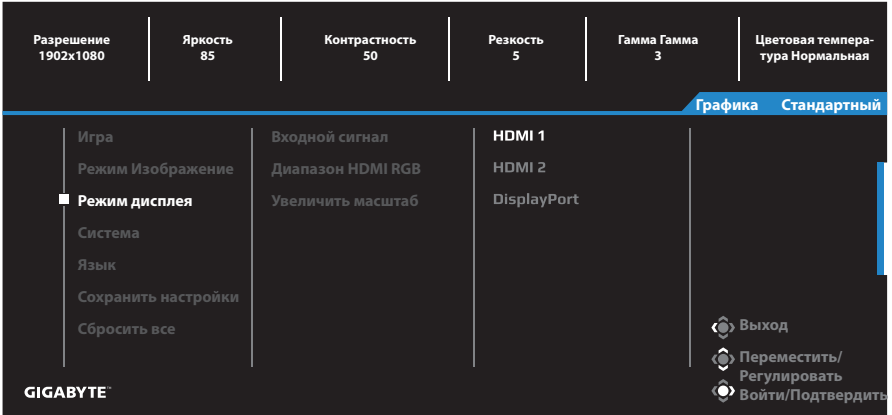 Разрешение
1902x1080
Яркость
85
Контрастность
50
Резкость
5
Гамма Гамма
3
Цветовая темпера-
тура Нормальная
Графика Стандартный
Игра
Режим Изображение
Режим дисплея
Система
Язык
Сохранить настройки
Сбросить все
Входной сигнал
Диапазон HDMI RGB
Увеличить масштаб
HDMI 1
HDMI 2
DisplayPort
Выход
Переместить/
Регулировать
Войти/Подтвердить
GIGABYTE™